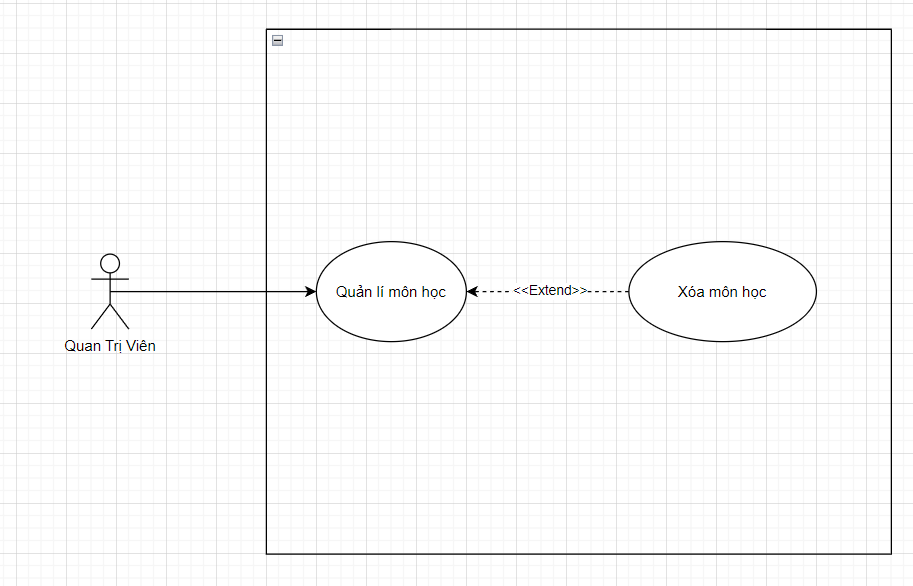 Quản lí môn học
<<Extend>>
Xóa môn học
Quan Trị Viên